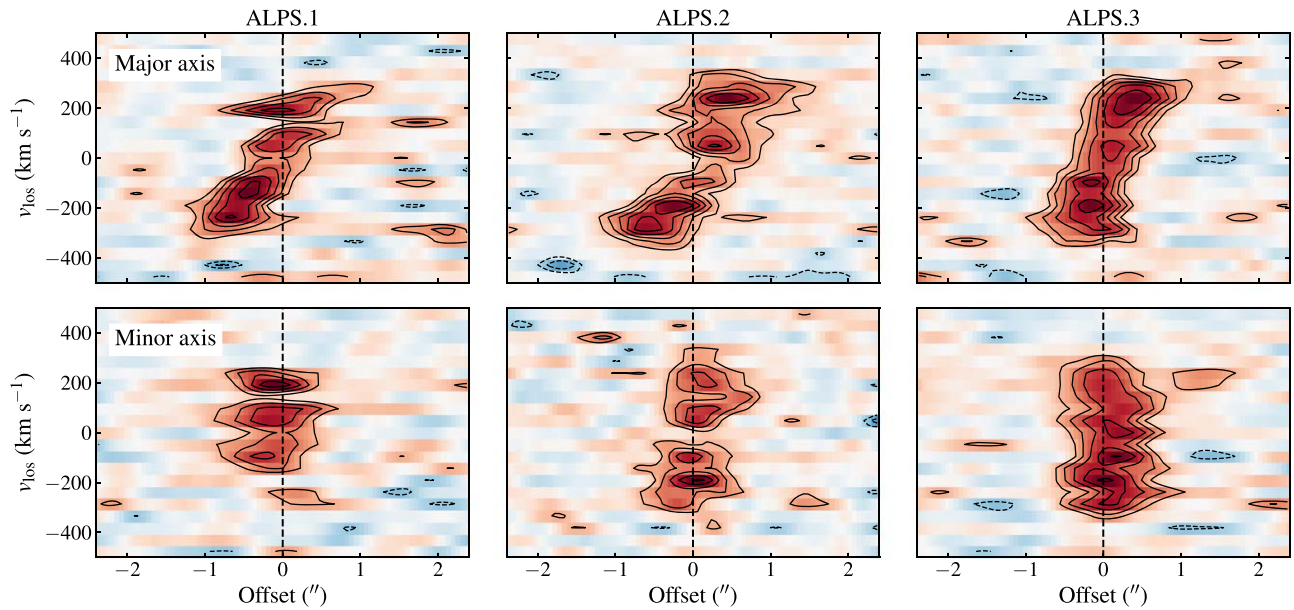 ALPS.1 ALPS.2 ALPS.3
400
Major axis
200
0
−200
−400
v_los (km s⁻¹)
400
Minor axis
200
0
−200
−400
v_los (km s⁻¹)
−2 −1 0 1 2 −2 −1 0 1 2 −2 −1 0 1 2
Offset (″) Offset (″) Offset (″)